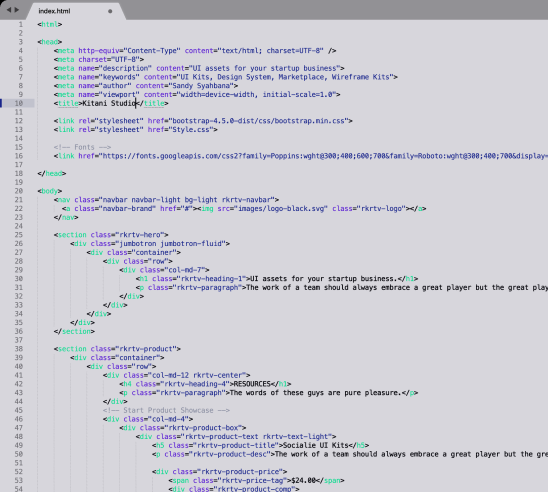 index.html
1 <html>
2
3 <head>
4 <meta http-equiv="Content-Type" content="text/html; charset=UTF-8" />
5 <meta charset="UTF-8">
6 <meta name="description" content="UI assets for your startup business">
7 <meta name="keywords" content="UI Kits, Design System, Marketplace, Wireframe Kits">
8 <meta name="author" content="Sandy Syahbana">
9 <meta name="viewport" content="width=device-width, initial-scale=1.0">
10 <title>Kitani Studio</title>
11
12 <link rel="stylesheet" href="bootstrap-4.5.0-dist/css/bootstrap.min.css">
13 <link rel="stylesheet" href="Style.css">
14
15 <!-- Fonts -->
16 <link href="https://fonts.googleapis.com/css2?family=Poppins:wght@300;400;600;700&family=Roboto:wght@300;400;700&display=
17
18 </head>
19
20 <body>
21 <nav class="navbar navbar-light bg-light rkrtv-navbar">
22 <a class="navbar-brand" href="#"><img src="images/logo-black.svg" class="rkrtv-logo"></a>
23 </nav>
24
25 <section class="rkrtv-hero">
26 <div class="jumbotron jumbotron-fluid">
27 <div class="container">
28 <div class="row">
29 <div class="col-md-7">
30 <h1 class="rkrtv-heading-1">UI assets for your startup business.</h1>
31 <p class="rkrtv-paragraph">The work of a team should always embrace a great player but the great play
32 </div>
33 </div>
34 </div>
35 </div>
36 </section>
37
38 <section class="rkrtv-product">
39 <div class="container">
40 <div class="row">
41 <div class="col-md-12 rkrtv-center">
42 <h4 class="rkrtv-heading-4">RESOURCES</h1>
43 <p class="rkrtv-paragraph">The words of these guys are pure pleasure.</p>
44 </div>
45 <!-- Start Product Showcase -->
46 <div class="col-md-4">
47 <div class="rkrtv-product-box">
48 <div class="rkrtv-product-text rkrtv-text-light">
49 <h5 class="rkrtv-product-title">Socialie UI Kits</h5>
50 <p class="rkrtv-product-desc">The work of a team should always embrace a great
51
52 <div class="rkrtv-product-price">
53 <span class="rkrtv-price-tag">$24.00</span>
54 <div class="rkrtv-product-comp">